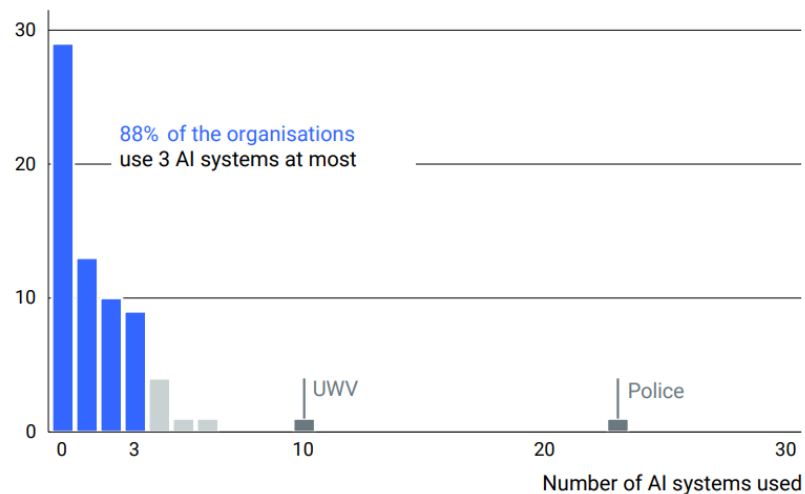 30
88% of the organisations
use 3 AI systems at most
20
10
UWV
Police
0
0 3 10 20 30
Number of AI systems used